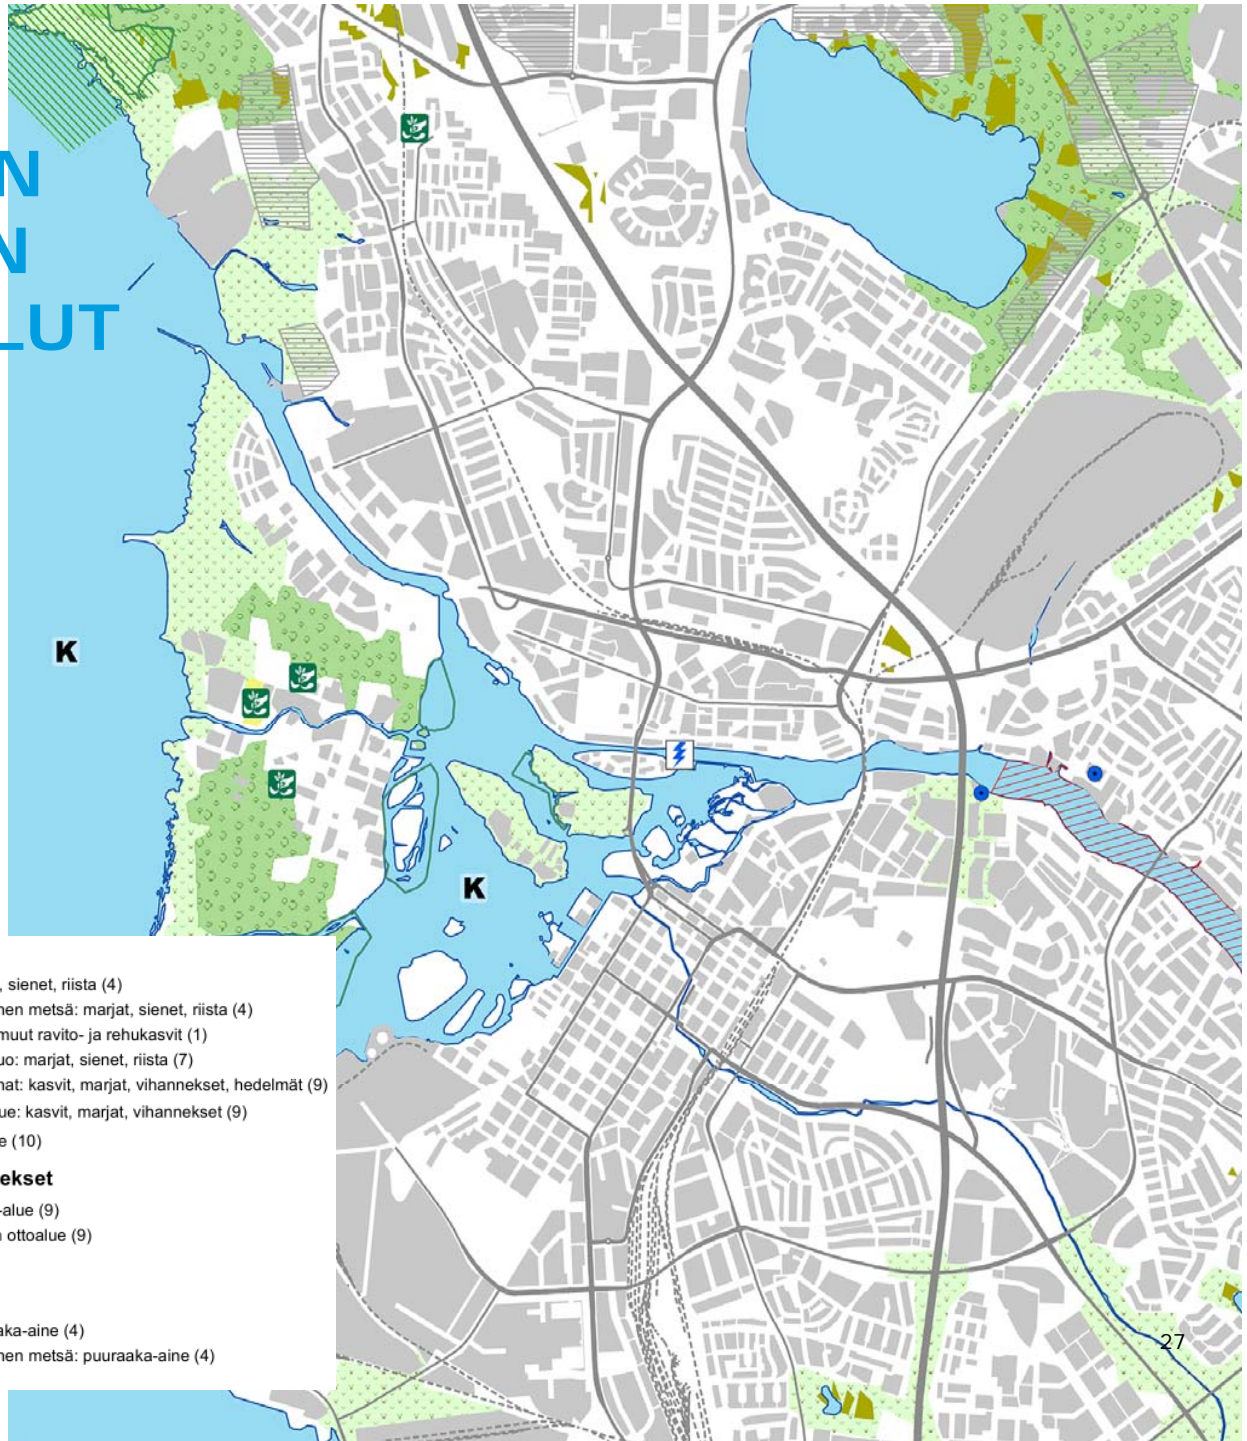 N
N
LUT
K
K
, sienet, riista (4)
nen metsä: marjat, sienet, riista (4)
muut ravito- ja rehukasvit (1)
uo: marjat, sienet, riista (7)
nat: kasvit, marjat, vihannekset, hedelmät (9)
ue: kasvit, marjat, vihannekset (9)
e (10)
ekset
-alue (9)
n ottoalue (9)
aka-aine (4)
nen metsä: puuraaka-aine (4)
27